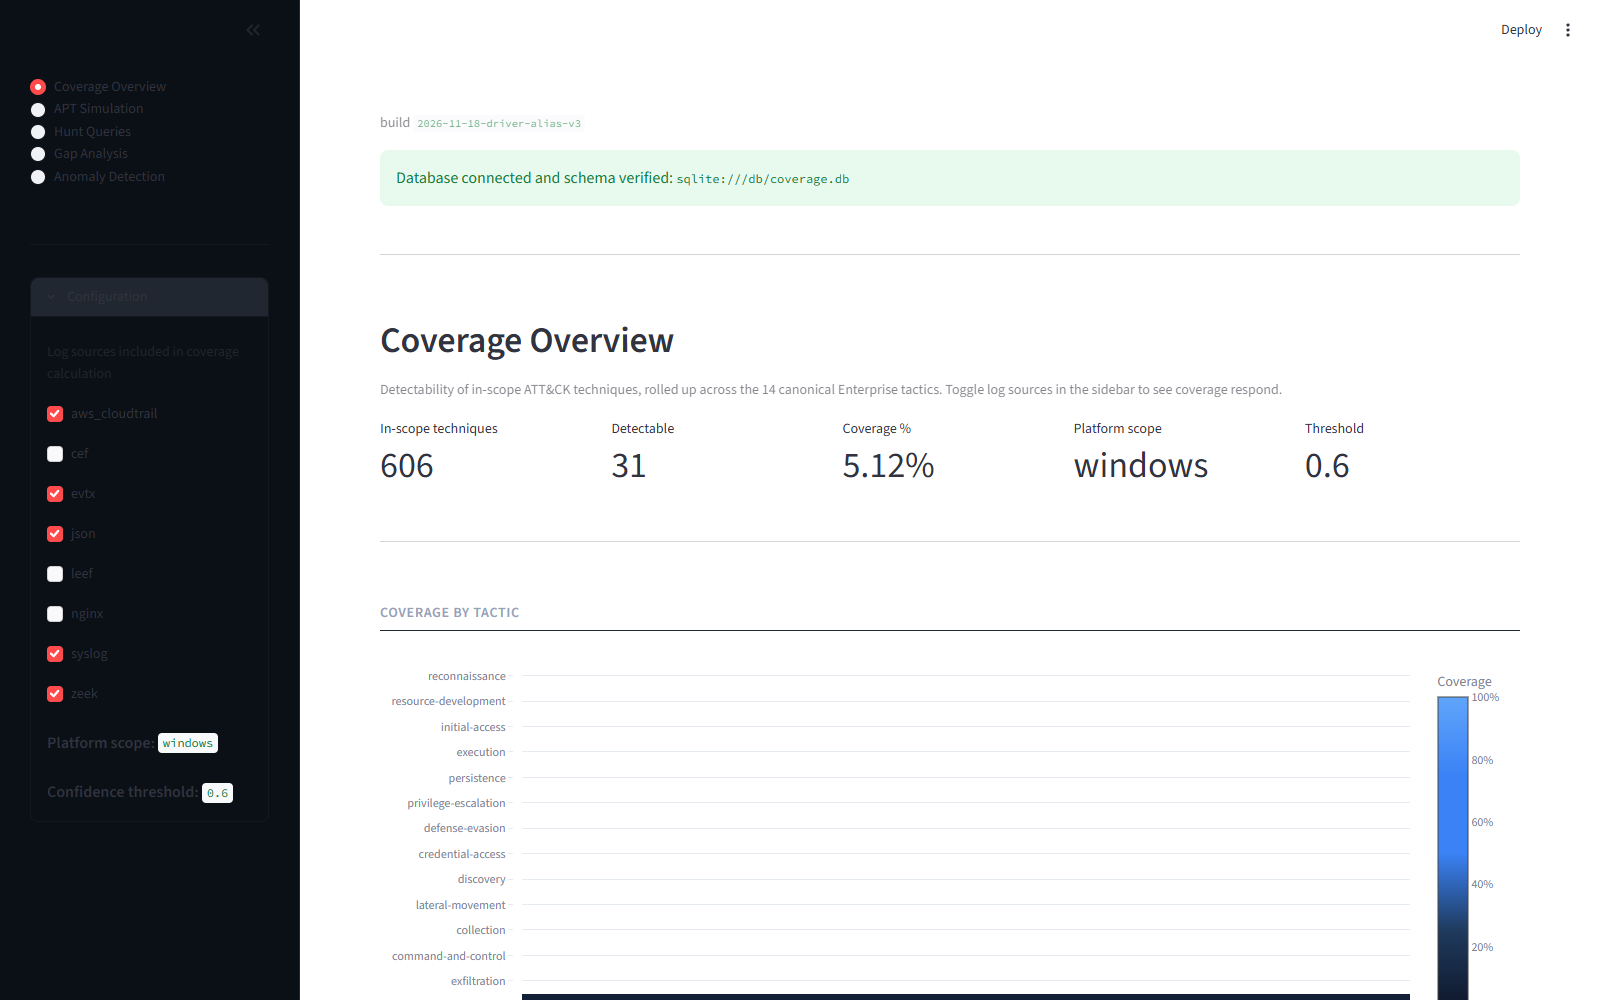 Deploy
Coverage Overview
APT Simulation
Hunt Queries
Gap Analysis
Anomaly Detection
Configuration
Log sources included in coverage
calculation
aws_cloudtrail
cef
evtx
json
leef
nginx
syslog
zeek
Platform scope: windows
Confidence threshold: 0.6
build 2026-11-18-driver-alias-v3
Database connected and schema verified: sqlite:///db/coverage.db
Coverage Overview
Detectability of in-scope ATT&CK techniques, rolled up across the 14 canonical Enterprise tactics. Toggle log sources in the sidebar to see coverage respond.
In-scope techniques
606
Detectable
31
Coverage %
5.12%
Platform scope
windows
Threshold
0.6
COVERAGE BY TACTIC
reconnaissance
resource-development
initial-access
execution
persistence
privilege-escalation
defense-evasion
credential-access
discovery
lateral-movement
collection
command-and-control
exfiltration
Coverage
100%
80%
60%
40%
20%